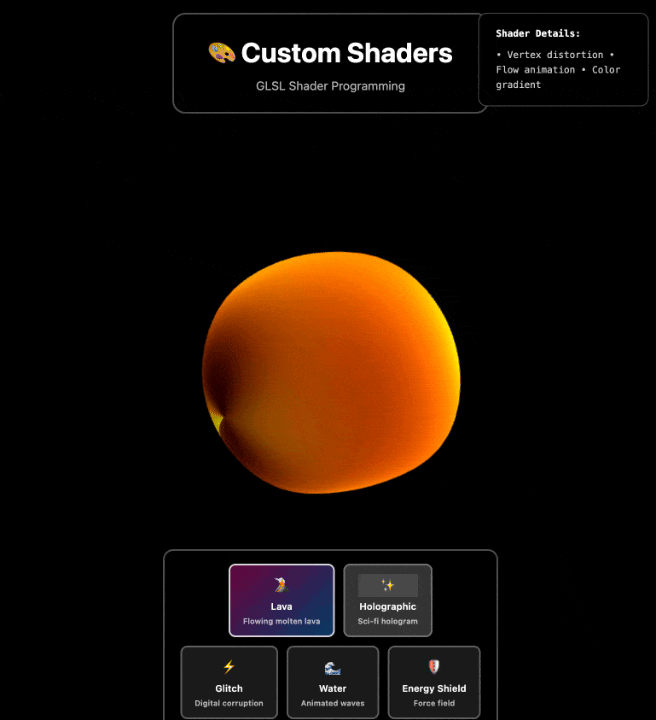 🎨 Custom Shaders
GLSL Shader Programming
Shader Details:
• Vertex distortion •
Flow animation • Color
gradient
Lava
Flowing molten lava
✨
Holographic
Sci-fi hologram
⚡
Glitch
Digital corruption
🌊
Water
Animated waves
🛡️
Energy Shield
Force field